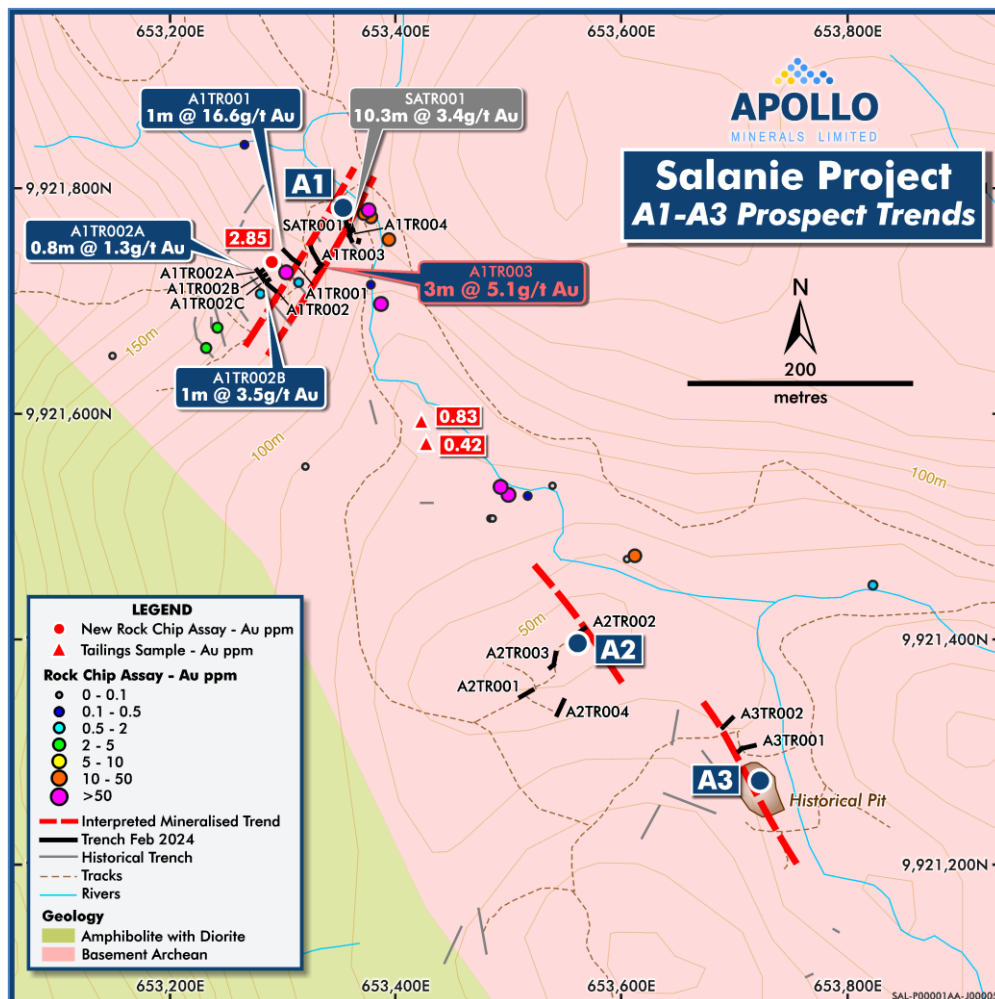 653,200E
653,400E
653,600E
653,800E
APOLLO
MINERALS LIMITED
Salanie Project
A1-A3 Prospect Trends
A1TR001
1m @ 16.6g/t Au
SATR001
10.3m @ 3.4g/t Au
9,921,800N
9,921,800N
A1
A1TR002A
0.8m @ 1.3g/t Au
2.85
SATR001
A1TR004
A1TR003
A1TR002A
A1TR002B
A1TR002C
A1TR001
A1TR002
A1TR003
3m @ 5.1g/t Au
N
200
metres
150m
A1TR002B
1m @ 3.5g/t Au
9,921,600N
9,921,600N
0.83
0.42
100m
100m
50m
A2TR002
A2
A2TR003
A2TR001
A2TR004
9,921,400N
A3TR002
A3TR001
A3
Historical Pit
9,921,200N
LEGEND
New Rock Chip Assay - Au ppm
Tailings Sample - Au ppm
Rock Chip Assay - Au ppm
0 - 0.1
0.1 - 0.5
0.5 - 2
2 - 5
5 - 10
10 - 50
>50
Interpreted Mineralised Trend
Trench Feb 2024
Historical Trench
Tracks
Rivers
Geology
Amphibolite with Diorite
Basement Archean
653,200E
653,400E
653,600E
653,800E